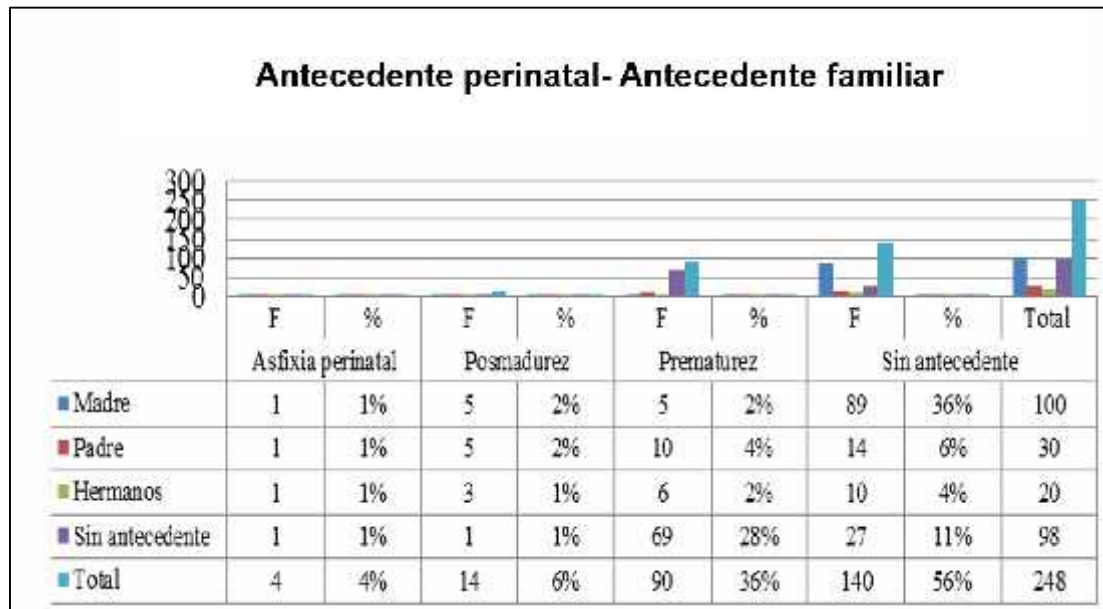 Antecedente perinatal- Antecedente familiar
300
250
200
150
100
50
0
F % F % F % F % Total
Asfixia perinatal Posmadurez Prematurez Sin antecedente
Madre 1 1% 5 2% 5 2% 89 36% 100
Padre 1 1% 5 2% 10 4% 14 6% 30
Hermanos 1 1% 3 1% 6 2% 10 4% 20
Sin antecedente 1 1% 1 1% 69 28% 27 11% 98
Total 4 4% 14 6% 90 36% 140 56% 248